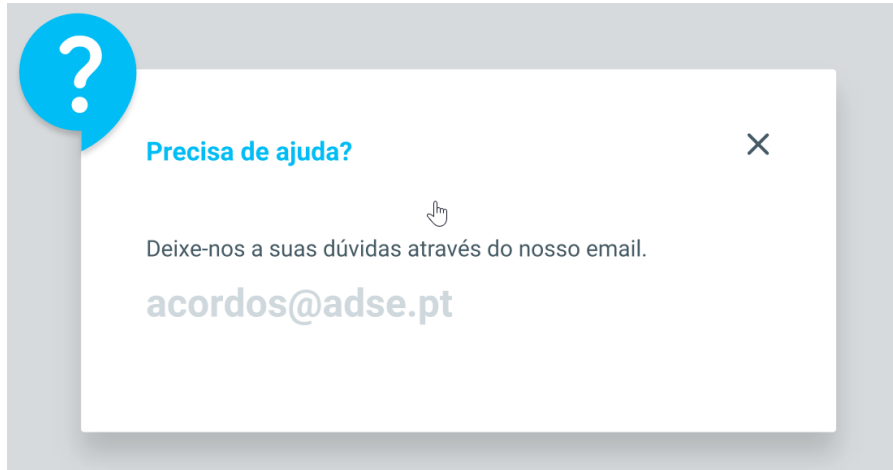 ?
Precisa de ajuda?
Deixe-nos a suas dúvidas através do nosso email.
acordos@adse.pt